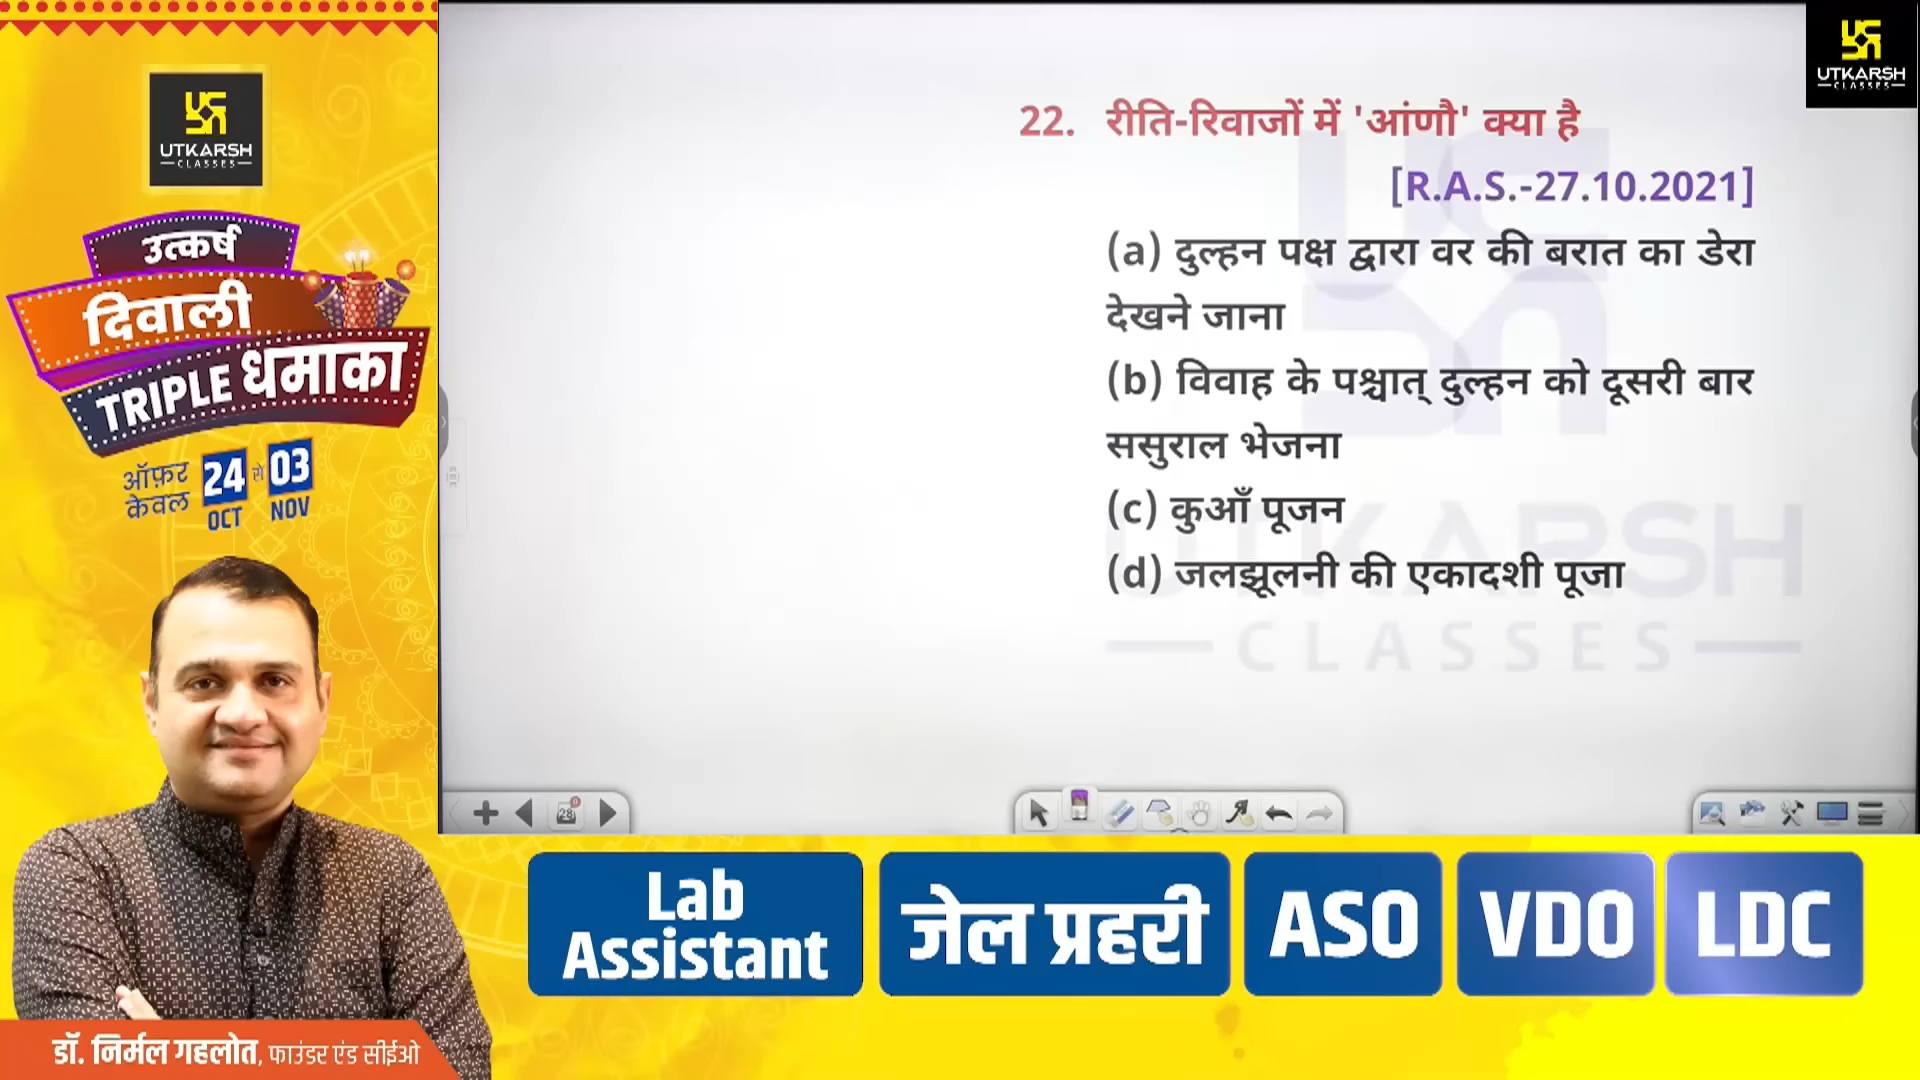 UTKARSH
CLASSES
उत्कर्ष
दिवाली
TRIPLE धमाका
ऑफ़र केवल 24 OCT से 03 NOV
22. रीति-रिवाजों में 'आंणौ' क्या है
[R.A.S.-27.10.2021]
(a) दुल्हन पक्ष द्वारा वर की बरात का डेरा
देखने जाना
(b) विवाह के पश्चात् दुल्हन को दूसरी बार
ससुराल भेजना
(c) कुआँ पूजन
(d) जलझूलनी की एकादशी पूजा
UTKARSH
CLASSES
UTKARSH
CLASSES
डॉ. निर्मल गहलोत, फाउंडर एंड सीईओ
Lab
Assistant
जेल प्रहरी
ASO
VDO
LDC